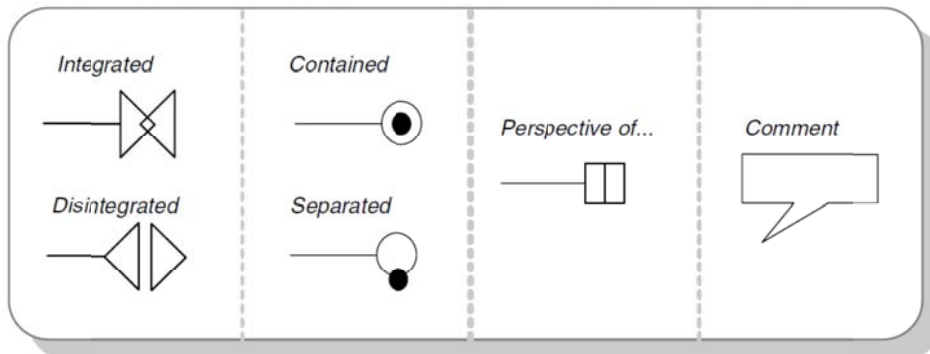 Integrated
Disintegrated
Contained
Separated
Perspective of...
Comment